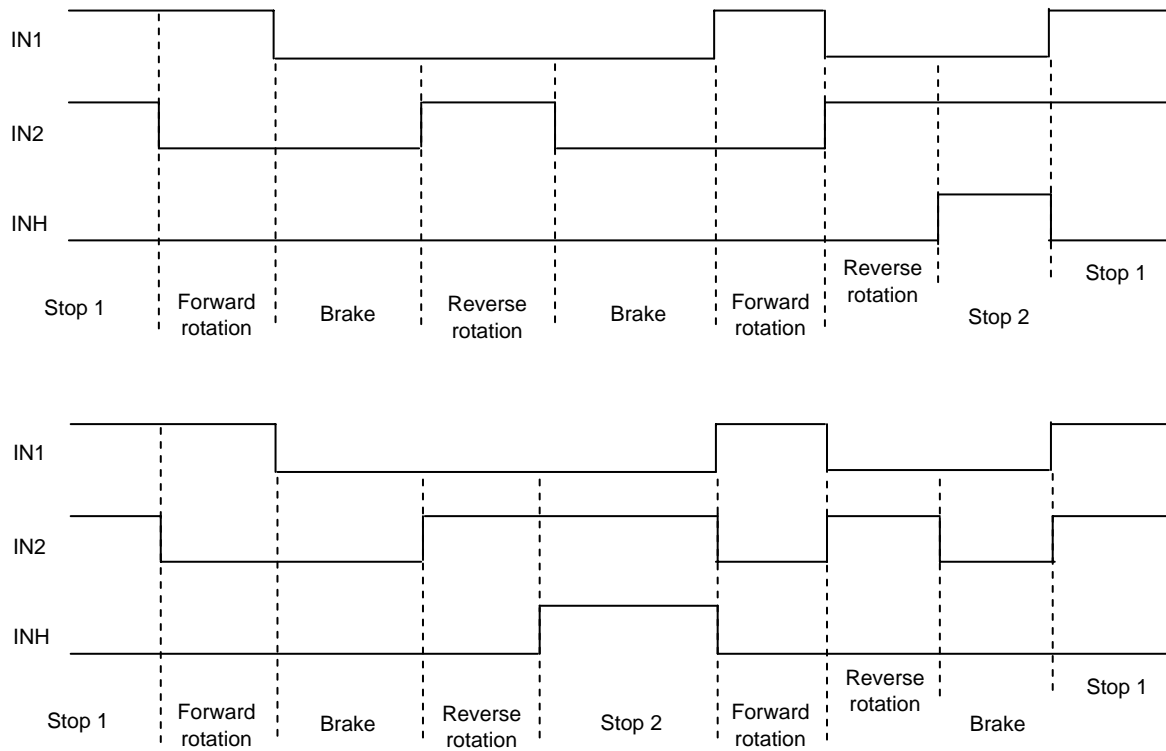 IN1
IN2
INH
Stop 1
Forward
rotation
Brake
Reverse
rotation
Brake
Forward
rotation
Reverse
rotation
Stop 2
Stop 1
IN1
IN2
INH
Stop 1
Forward
rotation
Brake
Reverse
rotation
Stop 2
Forward
rotation
Reverse
rotation
Brake
Stop 1